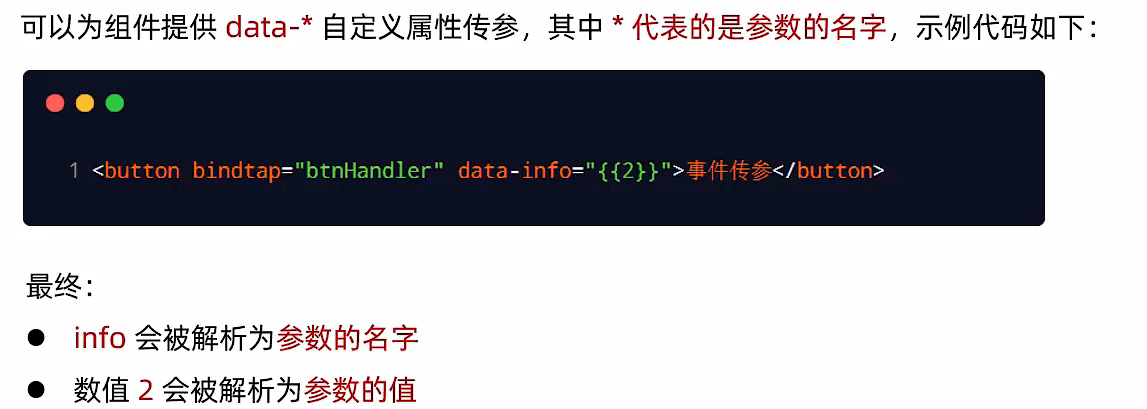 可以为组件提供 data-* 自定义属性传参，其中 * 代表的是参数的名字，示例代码如下：
1 <button bindtap="btnHandler" data-info="{{2}}">事件传参</button>
最终：
● info 会被解析为参数的名字
● 数值 2 会被解析为参数的值